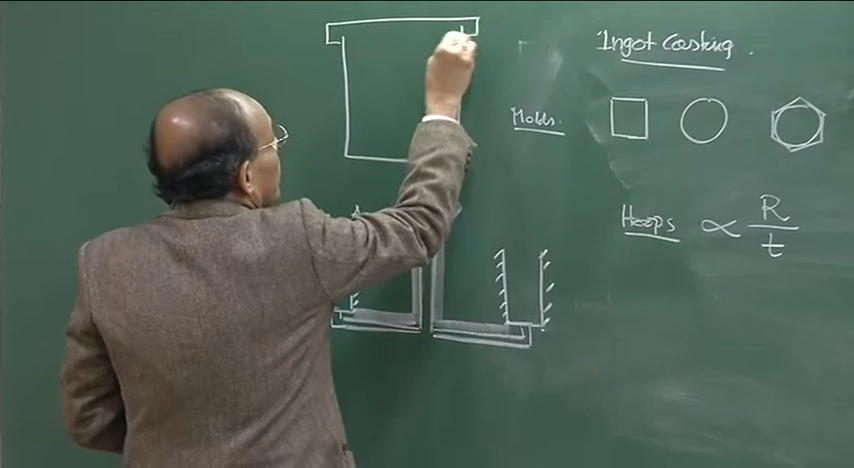 Ingot Casting.
Molds.
Hoops ∝ R/t